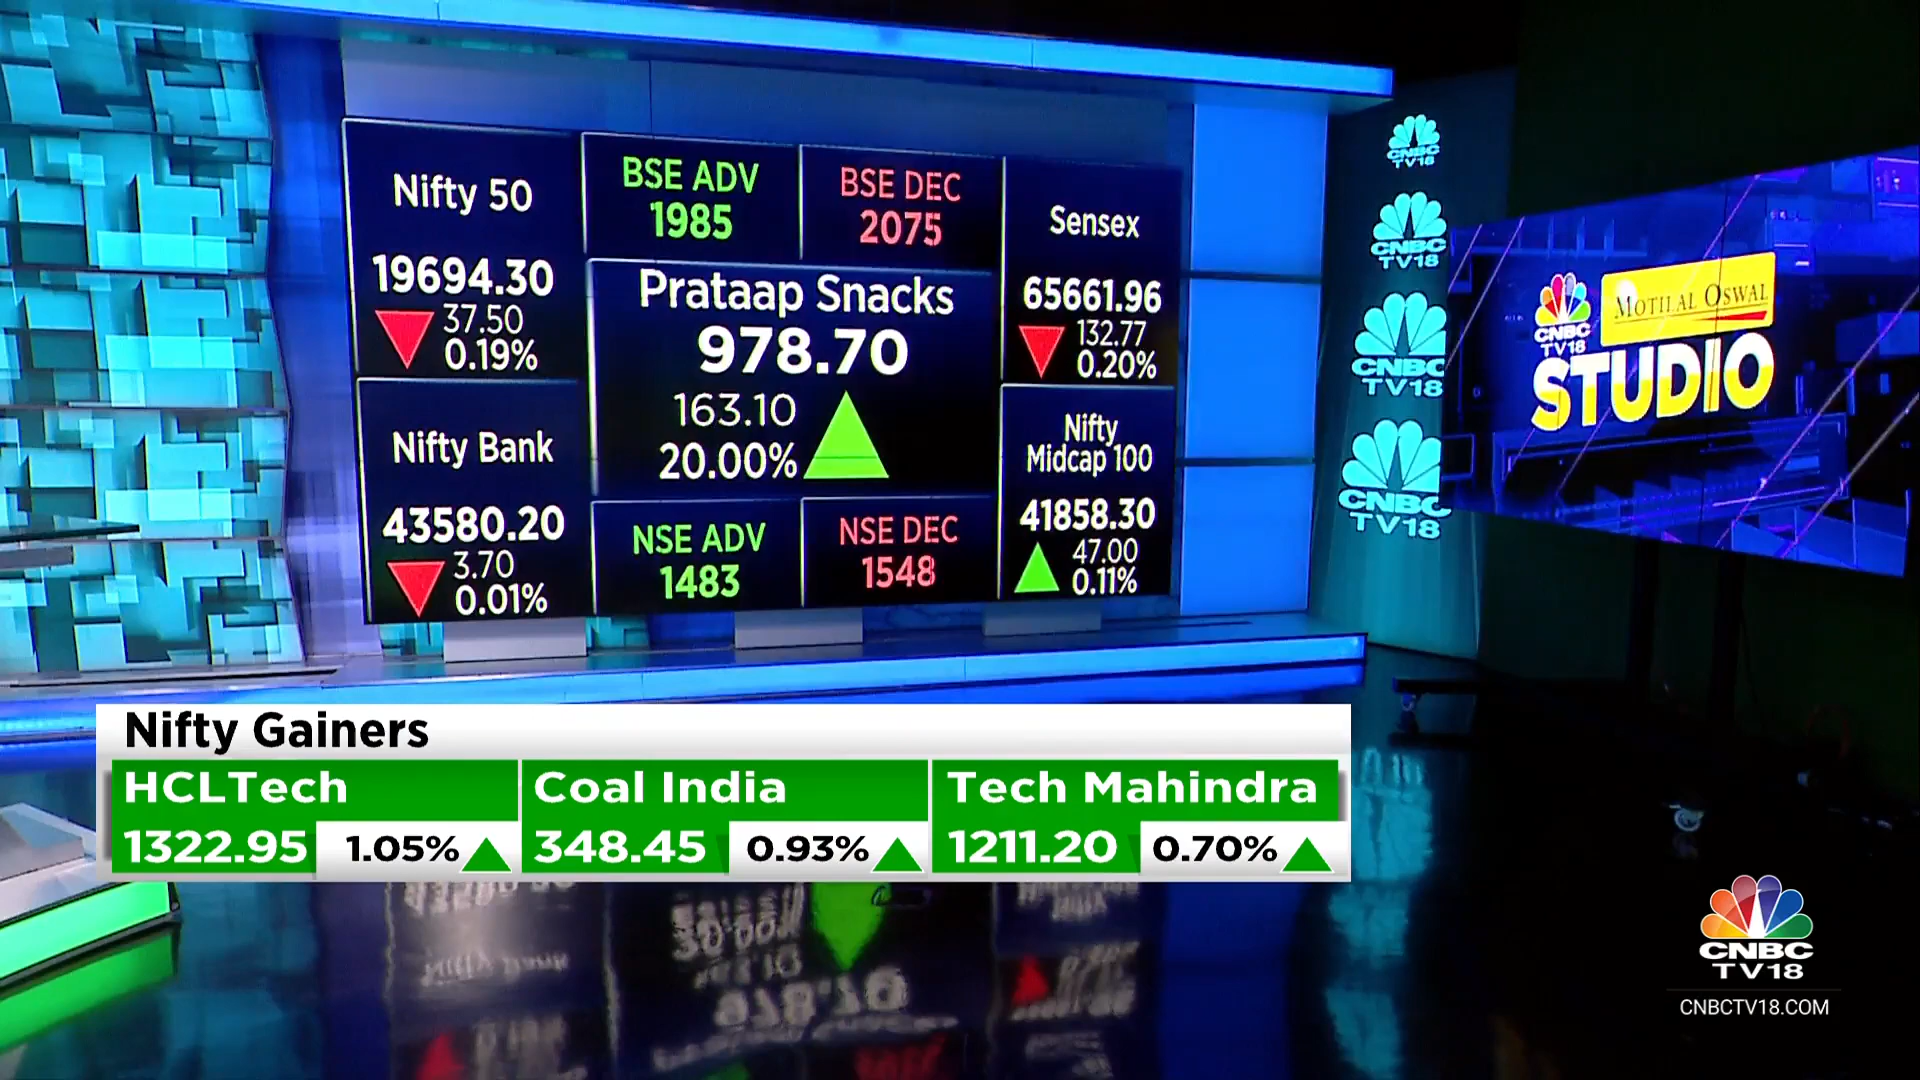 Nifty 50
19694.30
37.50
0.19%
BSE ADV
1985
BSE DEC
2075
Sensex
65661.96
132.77
0.20%
Prataap Snacks
978.70
163.10
20.00%
Nifty Bank
43580.20
3.70
0.01%
NSE ADV
1483
NSE DEC
1548
Nifty
Midcap 100
41858.30
47.00
0.11%
CNBC
TV18
CNBC
TV18
CNBC
TV18
CNBC
TV18
CNBC
TV18
MOTILAL OSWAL
STUDIO
Nifty Gainers
HCLTech
1322.95 1.05%
Coal India
348.45 0.93%
Tech Mahindra
1211.20 0.70%
CNBC
TV18
CNBCTV18.COM